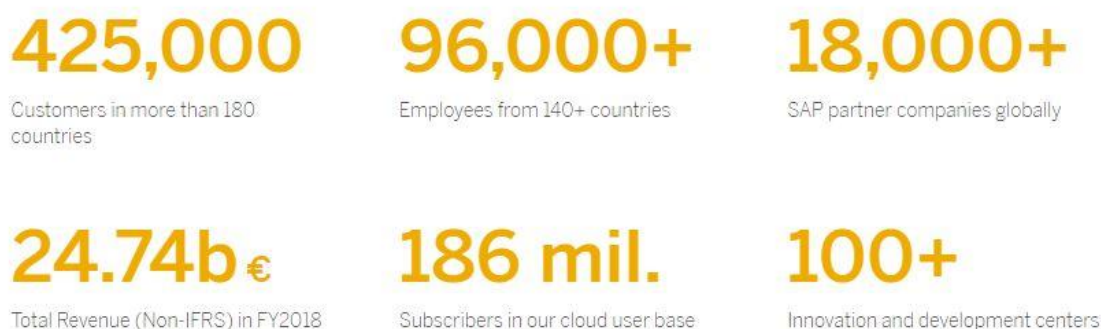 425,000
Customers in more than 180
countries
96,000+
Employees from 140+ countries
18,000+
SAP partner companies globally
24.74b €
Total Revenue (Non-IFRS) in FY2018
186 mil.
Subscribers in our cloud user base
100+
Innovation and development centers